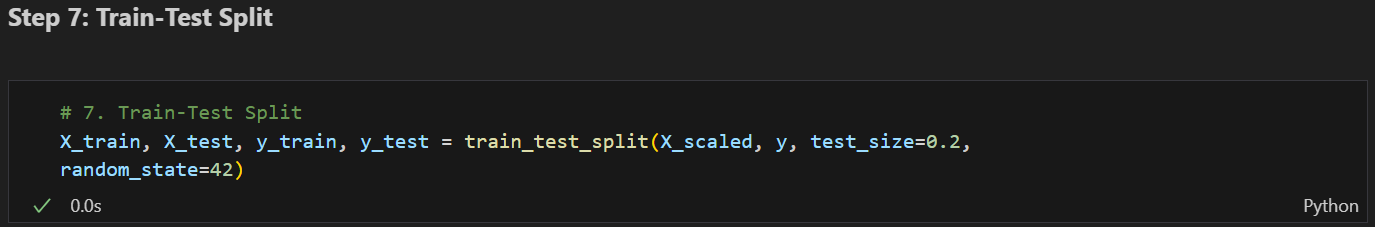 Step 7: Train-Test Split
# 7. Train-Test Split
X_train, X_test, y_train, y_test = train_test_split(X_scaled, y, test_size=0.2,
random_state=42)
0.0s
Python